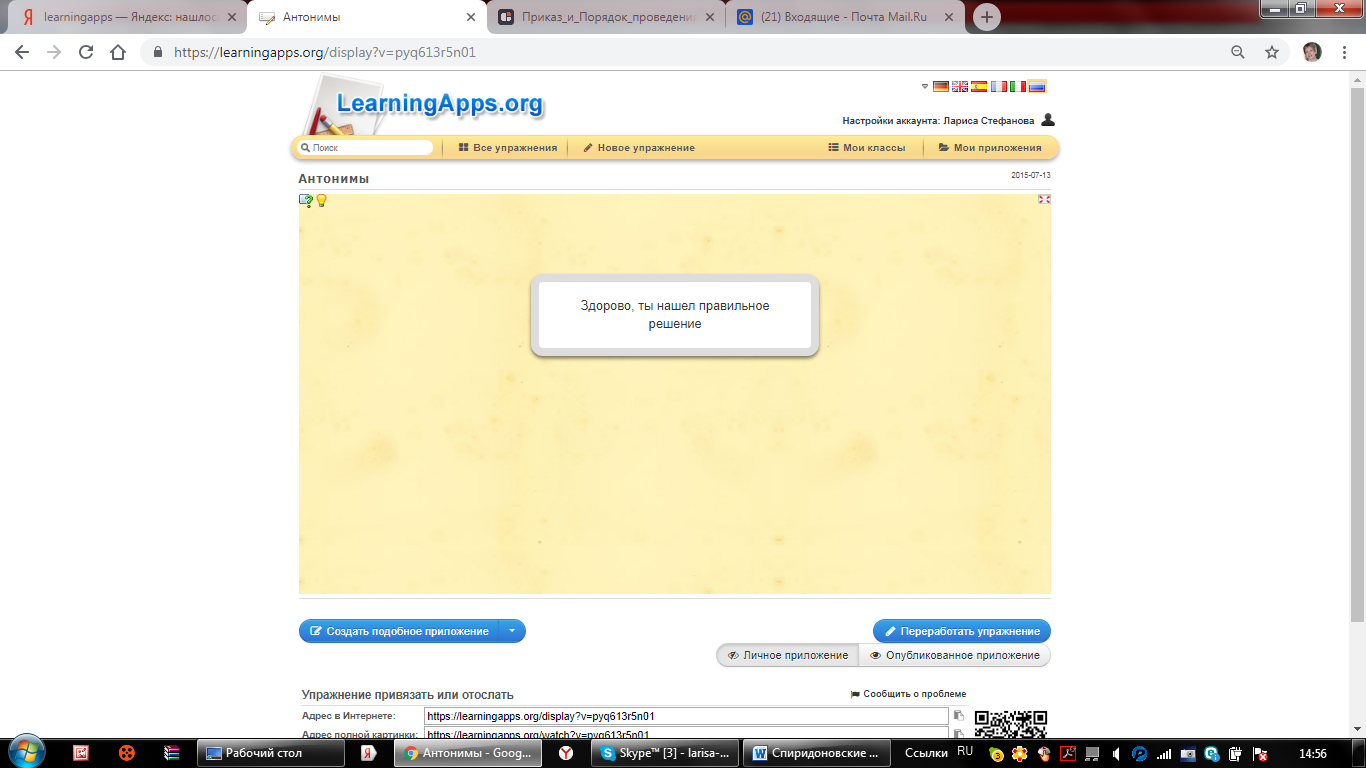 learningapps — Яндекс: нашлос
Антонимы
Приказ_и_Порядок_проведения
(21) Входящие - Почта Mail.Ru
https://learningapps.org/display?v=pyq613r5n01
LearningApps.org
Настройки аккаунта: Лариса Стефанова
Поиск
Все упражнения
Новое упражнение
Мои классы
Мои приложения
Антонимы
2015-07-13
Здорово, ты нашел правильное
решение
Создать подобное приложение
Переработать упражнение
Личное приложение
Опубликованное приложение
Упражнение привязать или отослать
Сообщить о проблеме
Адрес в Интернете:
https://learningapps.org/display?v=pyq613r5n01
Адрес полной картинки:
https://learningapps.org/watch?v=pyq613r5n01
Рабочий стол
Антонимы - Goog...
Skype™ [3] - larisa-...
Спиридоновские ...
Ссылки
RU
14:56